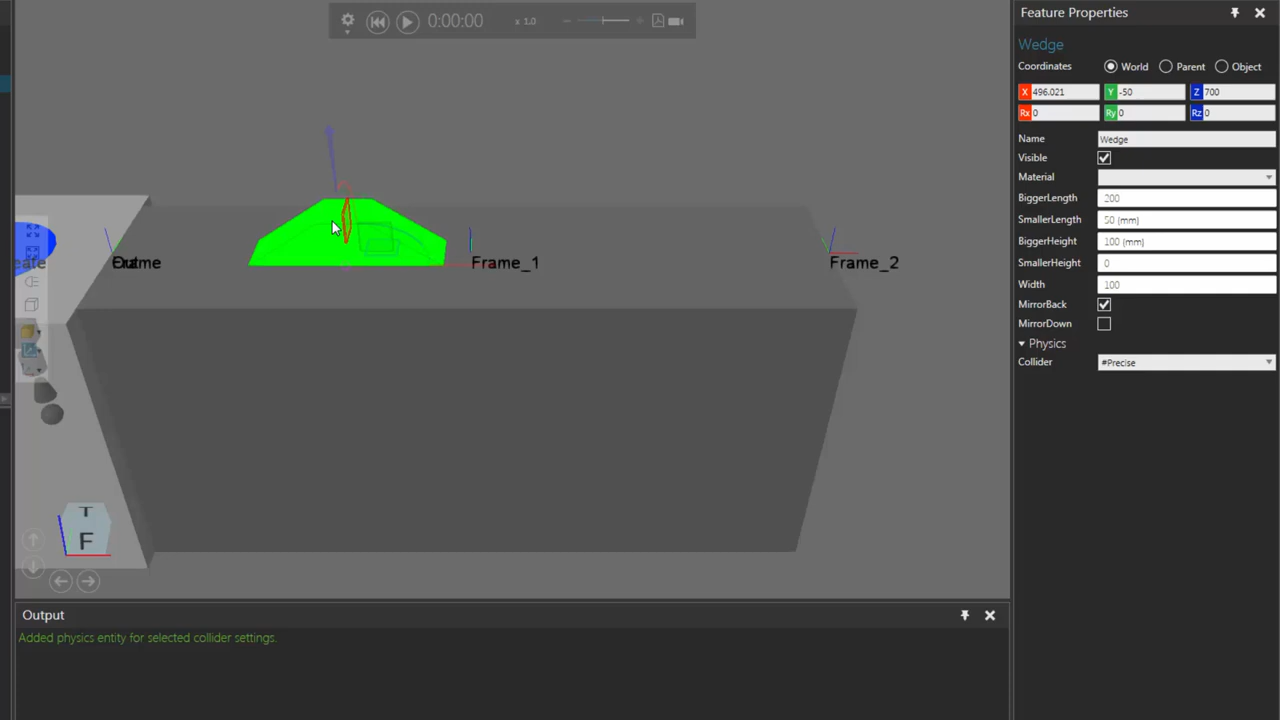 0:00:00
x 1.0
Frame_1
Frame_2
T
F
Output
Added physics entity for selected collider settings.
Feature Properties
Wedge
Coordinates World Parent Object
X 496.021 Y -50 Z 700
Rx 0 Ry 0 Rz 0
Name Wedge
Visible
Material
BiggerLength 200
SmallerLength 50 (mm)
BiggerHeight 100 (mm)
SmallerHeight 0
Width 100
MirrorBack
MirrorDown
Physics
Collider #Precise